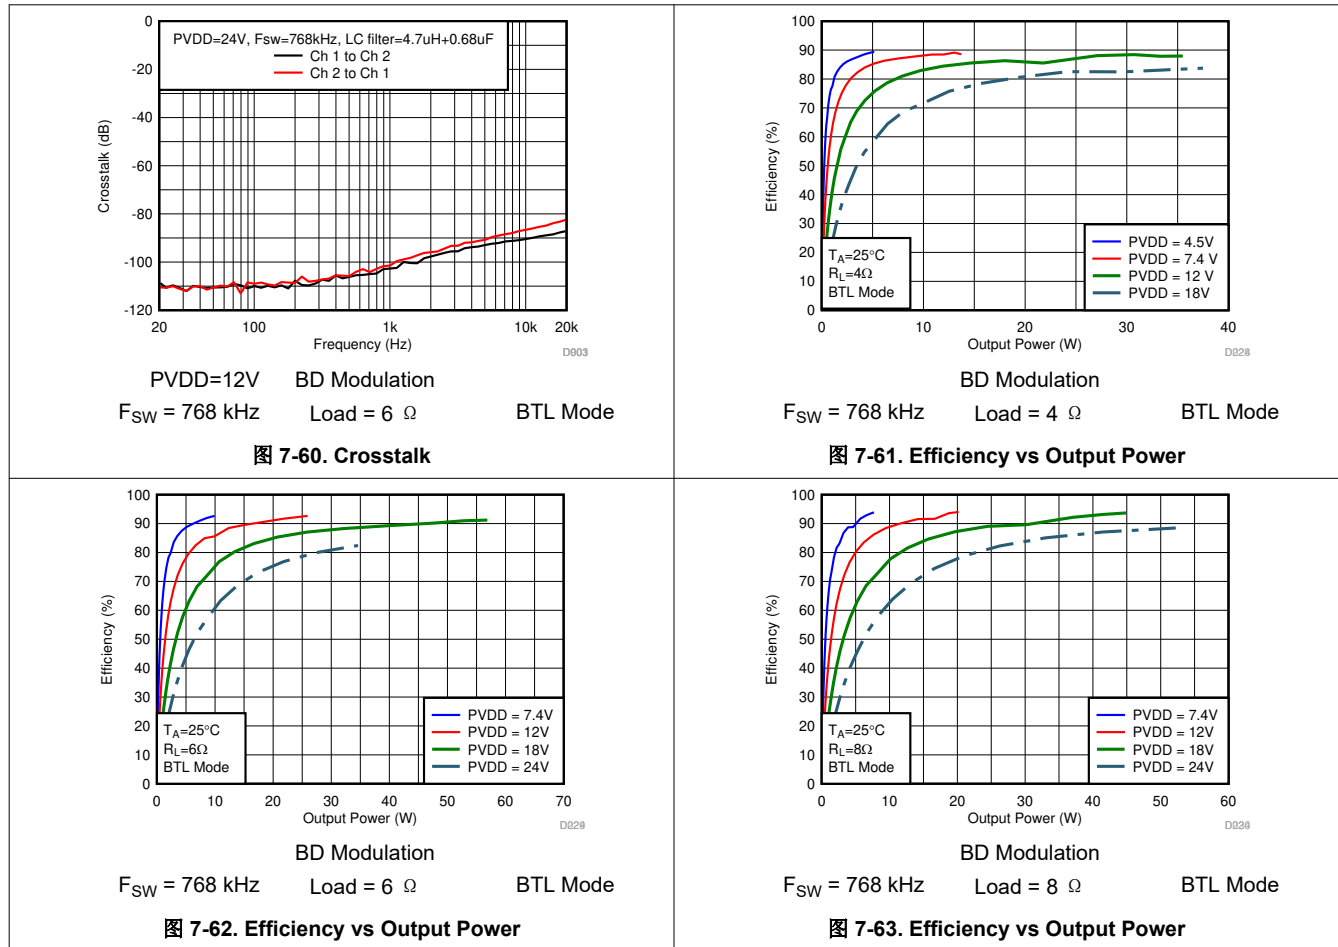 0
-20
-40
-60
-80
-100
-120
Crosstalk (dB)
PVDD=24V, Fsw=768kHz, LC filter=4.7uH+0.68uF
Ch 1 to Ch 2
Ch 2 to Ch 1
20 100 1k 10k 20k
Frequency (Hz)
PVDD=12V BD Modulation
FSW = 768 kHz Load = 6 Ω BTL Mode
图 7-60. Crosstalk
100
90
80
70
60
50
40
30
20
10
0
Efficiency (%)
TA=25°C
RL=4Ω
BTL Mode
PVDD = 4.5V
PVDD = 7.4 V
PVDD = 12 V
PVDD = 18V
0 10 20 30 40
Output Power (W)
BD Modulation
FSW = 768 kHz Load = 4 Ω BTL Mode
图 7-61. Efficiency vs Output Power
100
90
80
70
60
50
40
30
20
10
0
Efficiency (%)
TA=25°C
RL=6Ω
BTL Mode
PVDD = 7.4V
PVDD = 12V
PVDD = 18V
PVDD = 24V
0 10 20 30 40 50 60 70
Output Power (W)
BD Modulation
FSW = 768 kHz Load = 6 Ω BTL Mode
图 7-62. Efficiency vs Output Power
100
90
80
70
60
50
40
30
20
10
0
Efficiency (%)
TA=25°C
RL=8Ω
BTL Mode
PVDD = 7.4V
PVDD = 12V
PVDD = 18V
PVDD = 24V
0 10 20 30 40 50 60
Output Power (W)
BD Modulation
FSW = 768 kHz Load = 8 Ω BTL Mode
图 7-63. Efficiency vs Output Power